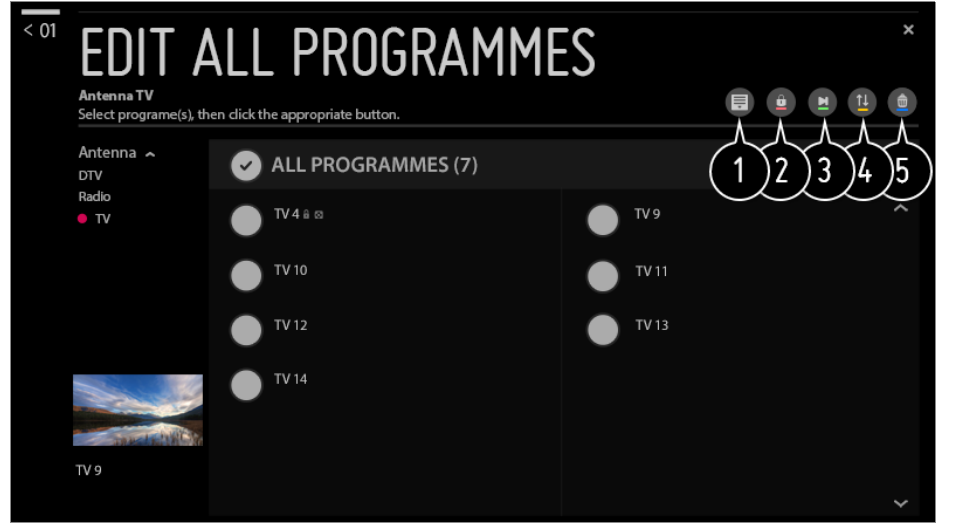 < 01
EDIT ALL PROGRAMMES
Antenna TV
Select programe(s), then click the appropriate button.
1 2 3 4 5
Antenna
DTV
Radio
TV
ALL PROGRAMMES (7)
TV 4
TV 9
TV 10
TV 11
TV 12
TV 13
TV 14
TV 9